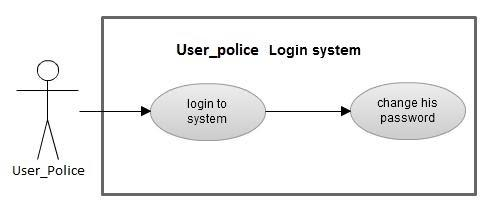 User_police Login system
login to
system
change his
password
User_Police